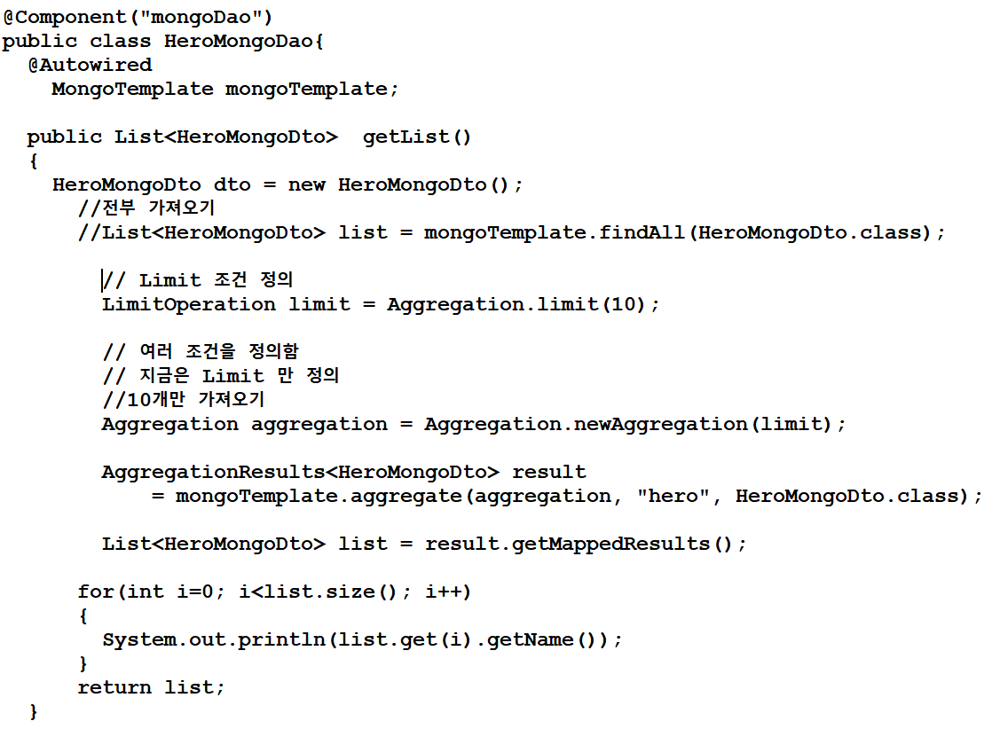 @Component("mongoDao")
public class HeroMongoDao{
@Autowired
MongoTemplate mongoTemplate;
public List<HeroMongoDto>  getList()
{
HeroMongoDto dto = new HeroMongoDto();
//전부 가져오기
//List<HeroMongoDto> list = mongoTemplate.findAll(HeroMongoDto.class);
// Limit 조건 정의
LimitOperation limit = Aggregation.limit(10);
// 여러 조건을 정의함
// 지금은 Limit 만 정의
//10개만 가져오기
Aggregation aggregation = Aggregation.newAggregation(limit);
AggregationResults<HeroMongoDto> result
= mongoTemplate.aggregate(aggregation, "hero", HeroMongoDto.class);
List<HeroMongoDto> list = result.getMappedResults();
for(int i=0; i<list.size(); i++)
{
System.out.println(list.get(i).getName());
}
return list;
}